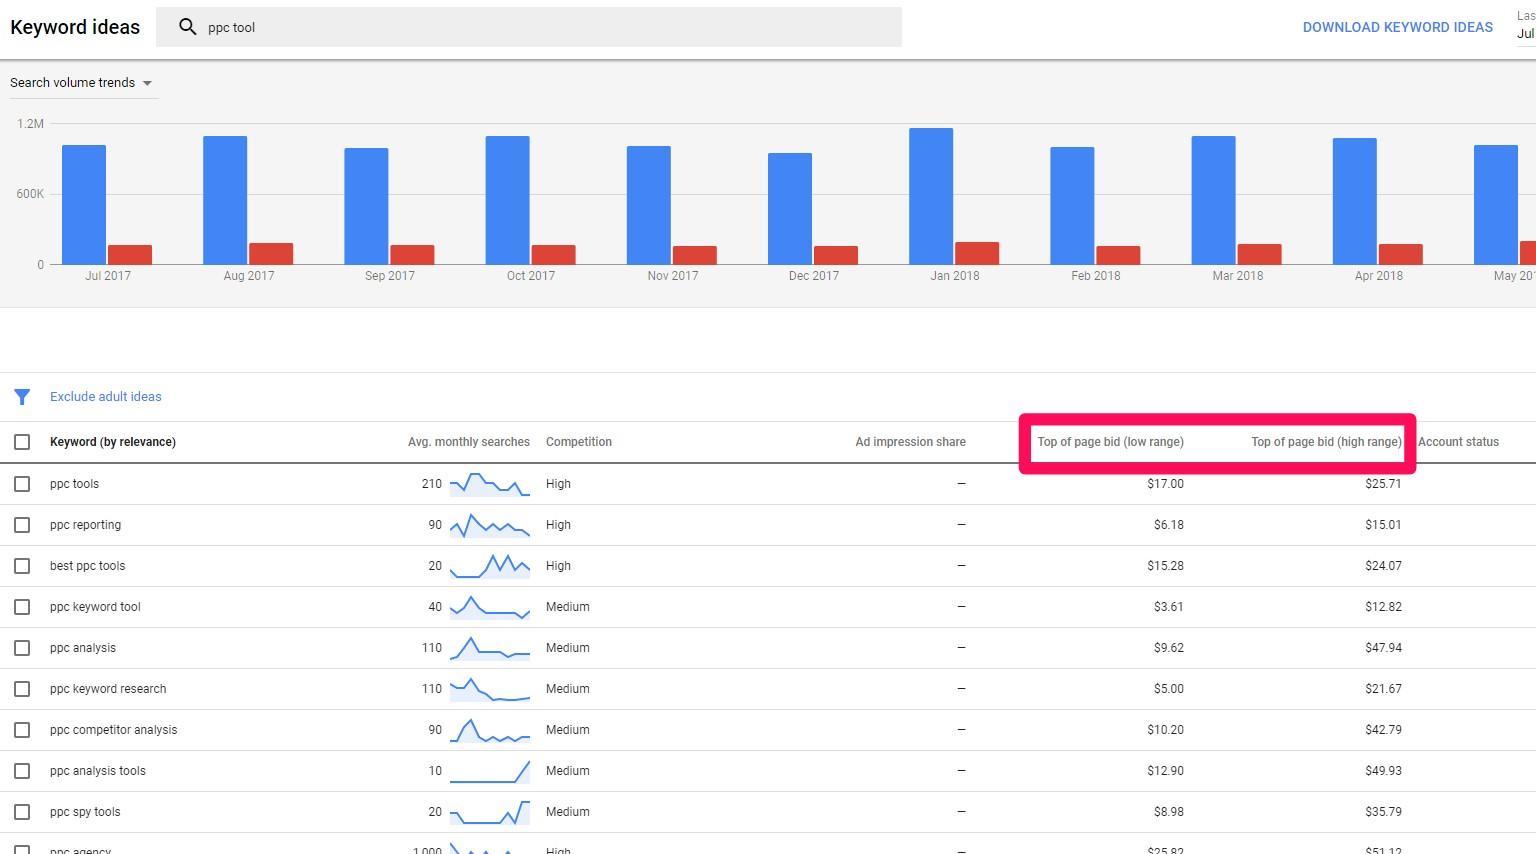 Keyword ideas ppc tool DOWNLOAD KEYWORD IDEAS Las
Jul
Search volume trends
1.2M
600K
0
Jul 2017 Aug 2017 Sep 2017 Oct 2017 Nov 2017 Dec 2017 Jan 2018 Feb 2018 Mar 2018 Apr 2018 May 201
Exclude adult ideas
Keyword (by relevance) Avg. monthly searches Competition Ad impression share Top of page bid (low range) Top of page bid (high range) Account status
ppc tools 210 High – $17.00 $25.71
ppc reporting 90 High – $6.18 $15.01
best ppc tools 20 High – $15.28 $24.07
ppc keyword tool 40 Medium – $3.61 $12.82
ppc analysis 110 Medium – $9.62 $47.94
ppc keyword research 110 Medium – $5.00 $21.67
ppc competitor analysis 90 Medium – $10.20 $42.79
ppc analysis tools 10 Medium – $12.90 $49.93
ppc spy tools 20 Medium – $8.98 $35.79
ppc agency 1,000 High – $25.82 $51.12